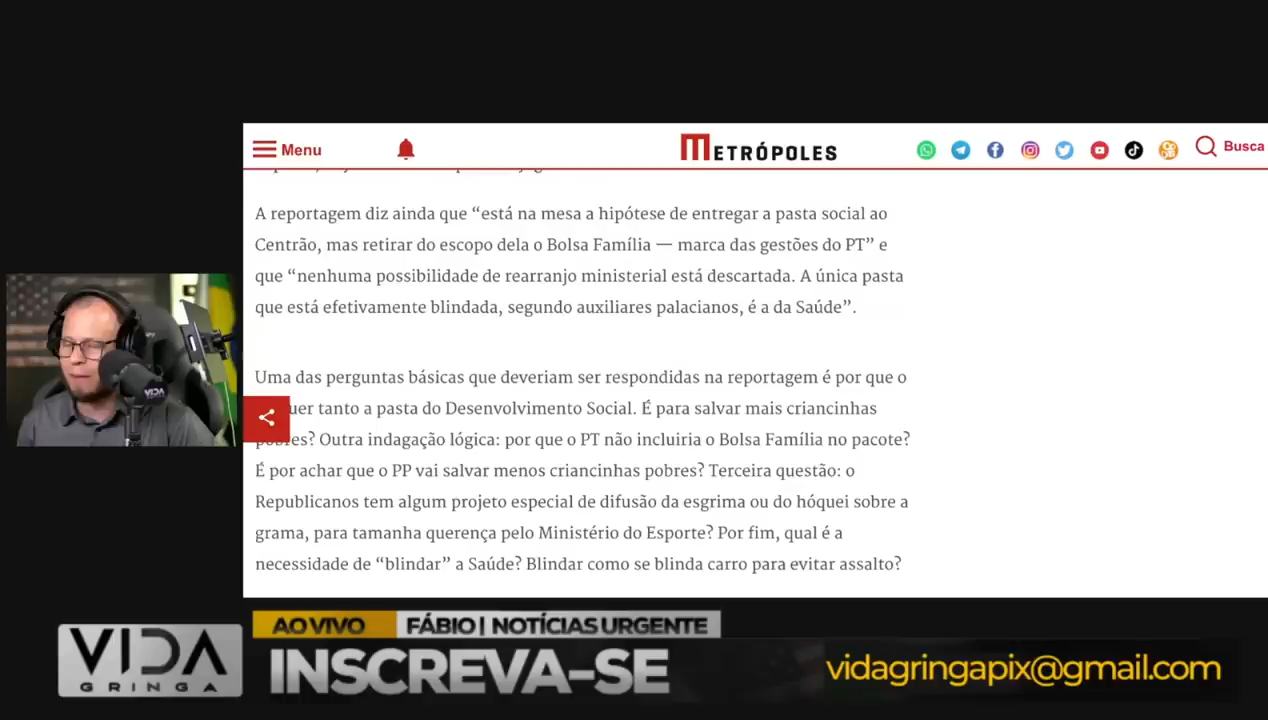 Menu
METRÓPOLES
Busca
A reportagem diz ainda que “está na mesa a hipótese de entregar a pasta social ao
Centrão, mas retirar do escopo dela o Bolsa Família — marca das gestões do PT” e
que “nenhuma possibilidade de rearranjo ministerial está descartada. A única pasta
que está efetivamente blindada, segundo auxiliares palacianos, é a da Saúde”.
Uma das perguntas básicas que deveriam ser respondidas na reportagem é por que o
tanto a pasta do Desenvolvimento Social. É para salvar mais criancinhas
pobres? Outra indagação lógica: por que o PT não incluiria o Bolsa Família no pacote?
É por achar que o PP vai salvar menos criancinhas pobres? Terceira questão: o
Republicanos tem algum projeto especial de difusão da esgrima ou do hóquei sobre a
grama, para tamanha querença pelo Ministério do Esporte? Por fim, qual é a
necessidade de “blindar” a Saúde? Blindar como se blinda carro para evitar assalto?
VIDA
VIDA
GRINGA
AO VIVO
FÁBIO | NOTÍCIAS URGENTE
INSCREVA-SE
vidagringapix@gmail.com